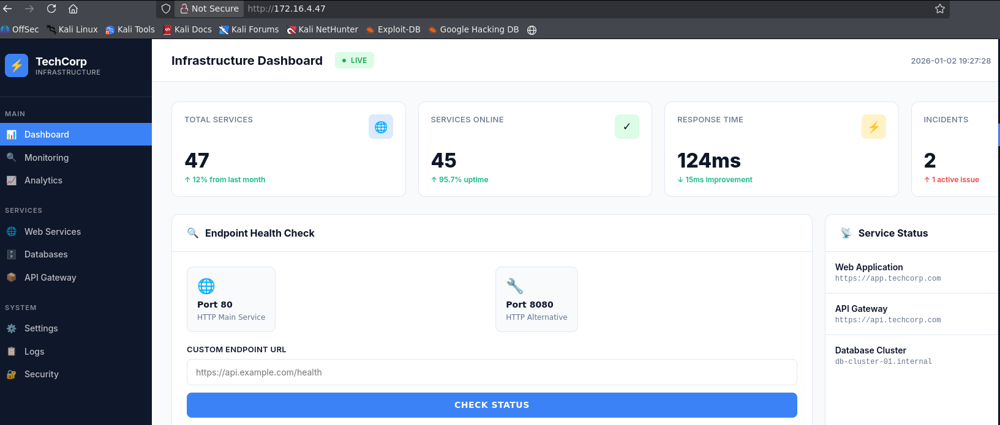 Not Secure http://172.16.4.47
OffSec Kali Linux Kali Tools Kali Docs Kali Forums Kali NetHunter Exploit-DB Google Hacking DB
TechCorp
INFRASTRUCTURE
MAIN
Dashboard
Monitoring
Analytics
SERVICES
Web Services
Databases
API Gateway
SYSTEM
Settings
Logs
Security
Infrastructure Dashboard
LIVE
2026-01-02 19:27:28
TOTAL SERVICES
47
↑ 12% from last month
SERVICES ONLINE
✓
45
↑ 95.7% uptime
RESPONSE TIME
124ms
↓ 15ms improvement
INCIDENTS
2
↑ 1 active issue
Endpoint Health Check
Port 80
HTTP Main Service
Port 8080
HTTP Alternative
CUSTOM ENDPOINT URL
https://api.example.com/health
CHECK STATUS
Service Status
Web Application
https://app.techcorp.com
API Gateway
https://api.techcorp.com
Database Cluster
db-cluster-01.internal